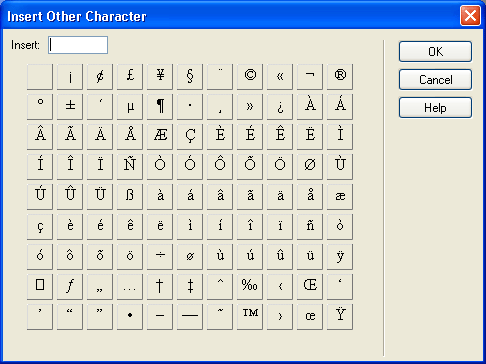 Insert Other Character
Insert:
OK
Cancel
Help
¡ ¢ £ ¥ § ¨ © « ¬ ®
° ± ´ µ ¶ · ¸ » ¿ À Á
Â Ã Ä Å Æ Ç È É Ê Ë Ì
Í Î Ï Ñ Ò Ó Ô Õ Ö Ø Ù
Ú Û Ü ß à á â ã ä å æ
ç è é ê ë ì í î ï ñ ò
ó ô õ ö ÷ ø ù ú û ü ÿ
ƒ „ … † ‡ ˆ ‰ ‹ Œ ‘
’ “ ” • – — ˜ ™ › œ Ÿ